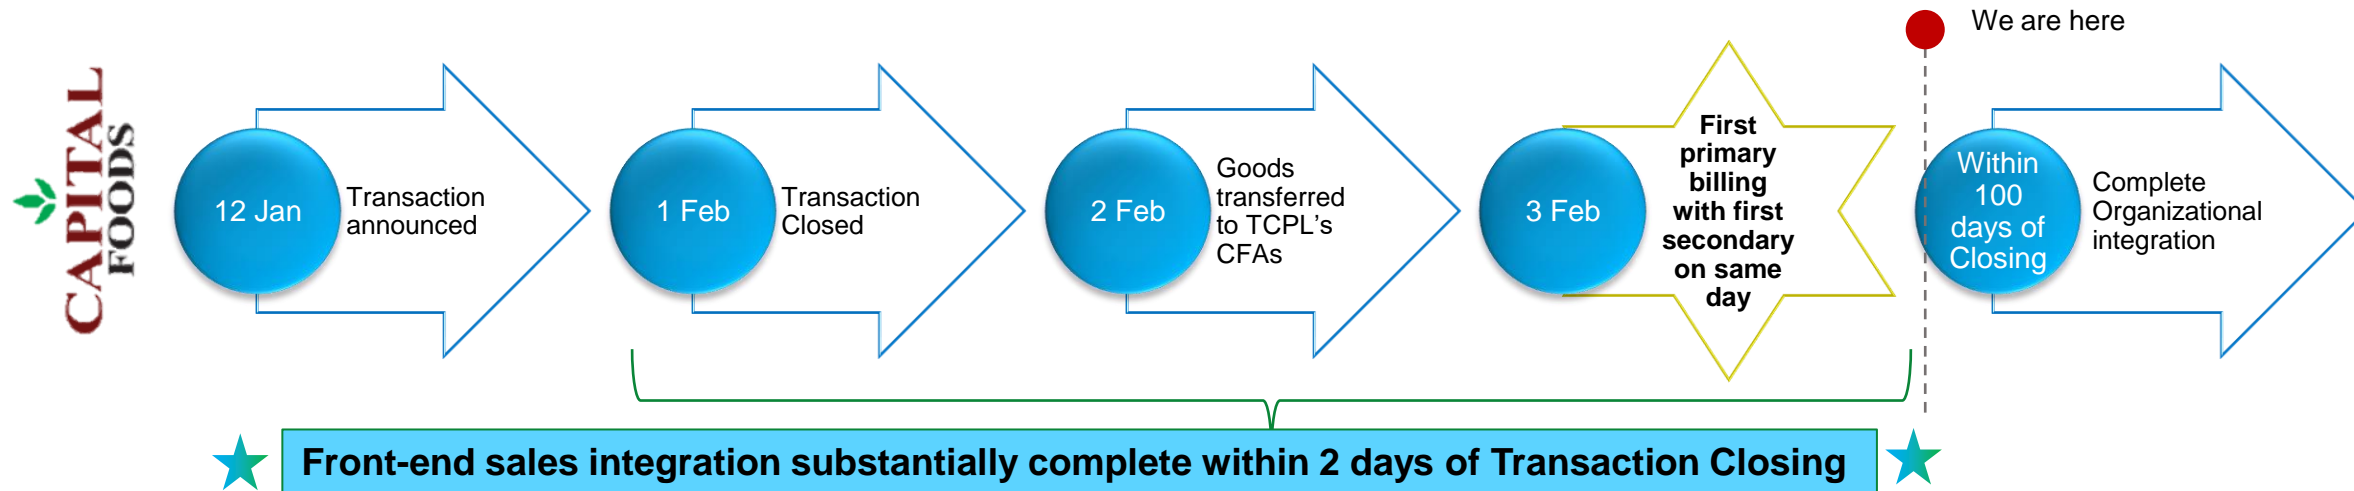 We are here
CAPITAL
FOODS
12 Jan
Transaction
announced
1 Feb
Transaction
Closed
2 Feb
Goods
transferred
to TCPL's
CFAs
3 Feb
First
primary
billing
with first
secondary
on same
day
Within
100
days of
Closing
Complete
Organizational
integration
Front-end sales integration substantially complete within 2 days of Transaction Closing